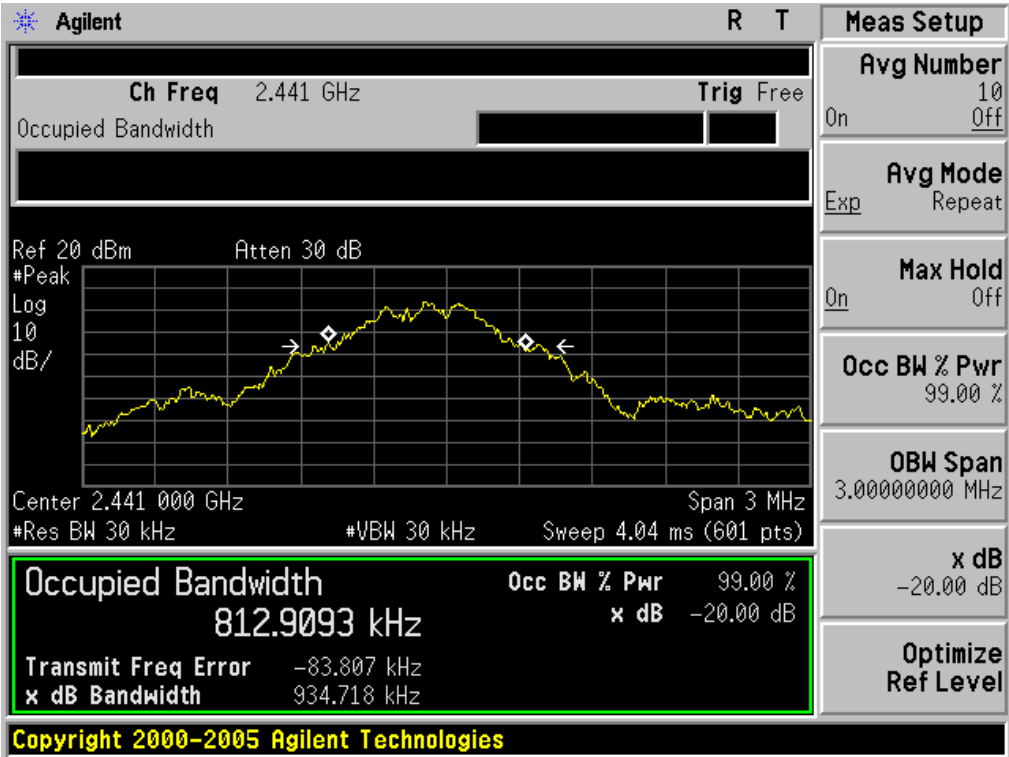 Agilent R T
Meas Setup
Ch Freq 2.441 GHz Trig Free
Occupied Bandwidth
Avg Number
10
On Off
Avg Mode
Exp Repeat
Max Hold
On Off
Occ BW % Pwr
99.00 %
OBW Span
3.00000000 MHz
x dB
-20.00 dB
Optimize
Ref Level
Ref 20 dBm Atten 30 dB
#Peak
Log
10
dB/
Center 2.441 000 GHz Span 3 MHz
#Res BW 30 kHz #VBW 30 kHz Sweep 4.04 ms (601 pts)
Occupied Bandwidth
812.9093 kHz
Occ BW % Pwr 99.00 %
x dB -20.00 dB
Transmit Freq Error -83.807 kHz
x dB Bandwidth 934.718 kHz
Copyright 2000-2005 Agilent Technologies